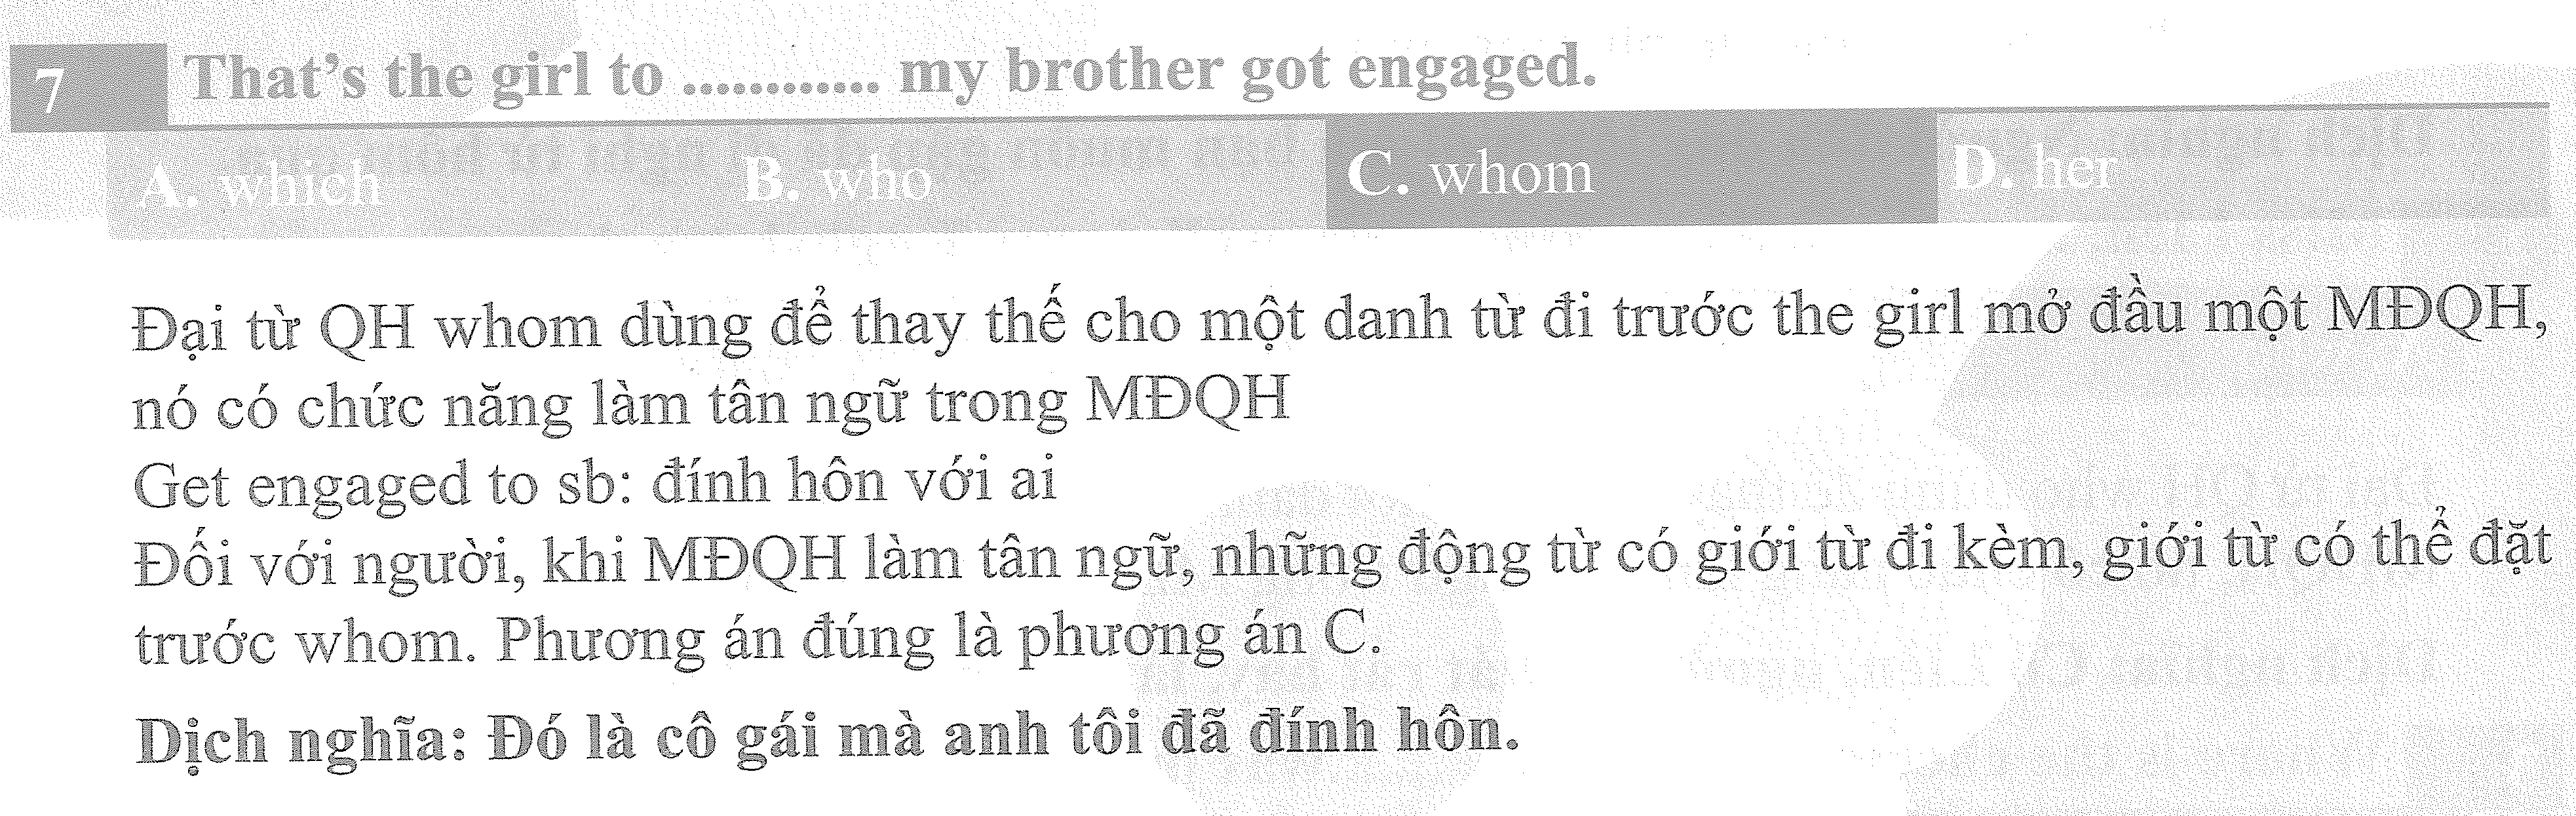 7 That's the girl to ............ my brother got engaged.
A. which B. who C. whom D. her
Đại từ QH whom dùng để thay thế cho một danh từ đi trước the girl mở đầu một MĐQH,
nó có chức năng làm tân ngữ trong MĐQH
Get engaged to sb: đính hôn với ai
Đối với người, khi MĐQH làm tân ngữ, những động từ có giới từ đi kèm, giới từ có thể đặt
trước whom. Phương án đúng là phương án C.
Dịch nghĩa: Đó là cô gái mà anh tôi đã đính hôn.